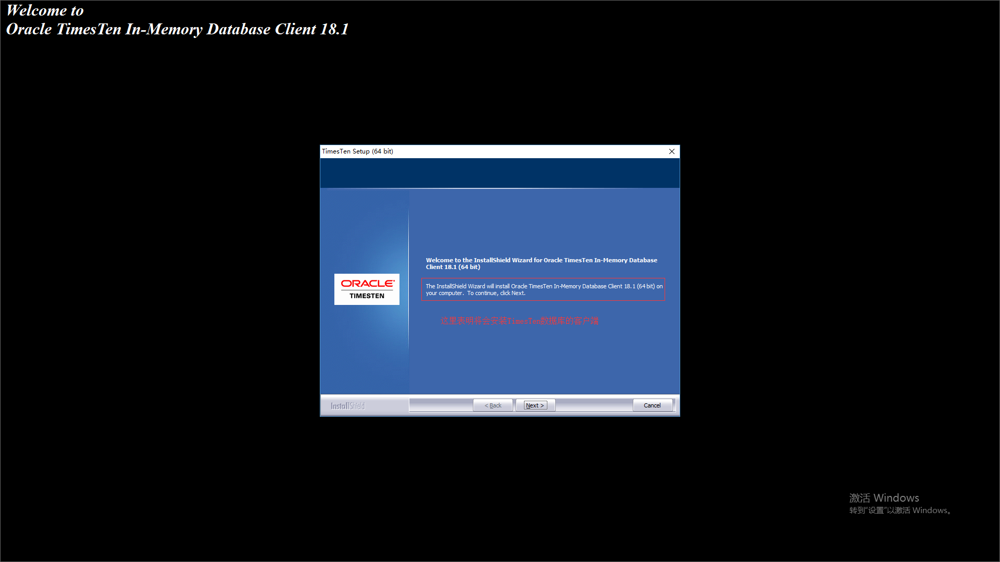 Welcome to
Oracle TimesTen In-Memory Database Client 18.1
TimesTen Setup (64 bit)
Welcome to the InstallShield Wizard for Oracle TimesTen In-Memory Database
Client 18.1 (64 bit)
ORACLE
TIMESTEN
The InstallShield Wizard will install Oracle TimesTen In-Memory Database Client 18.1 (64 bit) on
your computer.  To continue, click Next.
这里表明将会安装TimesTen数据库的客户端
InstallShield
< Back
Next >
Cancel
激活 Windows
转到"设置"以激活 Windows。